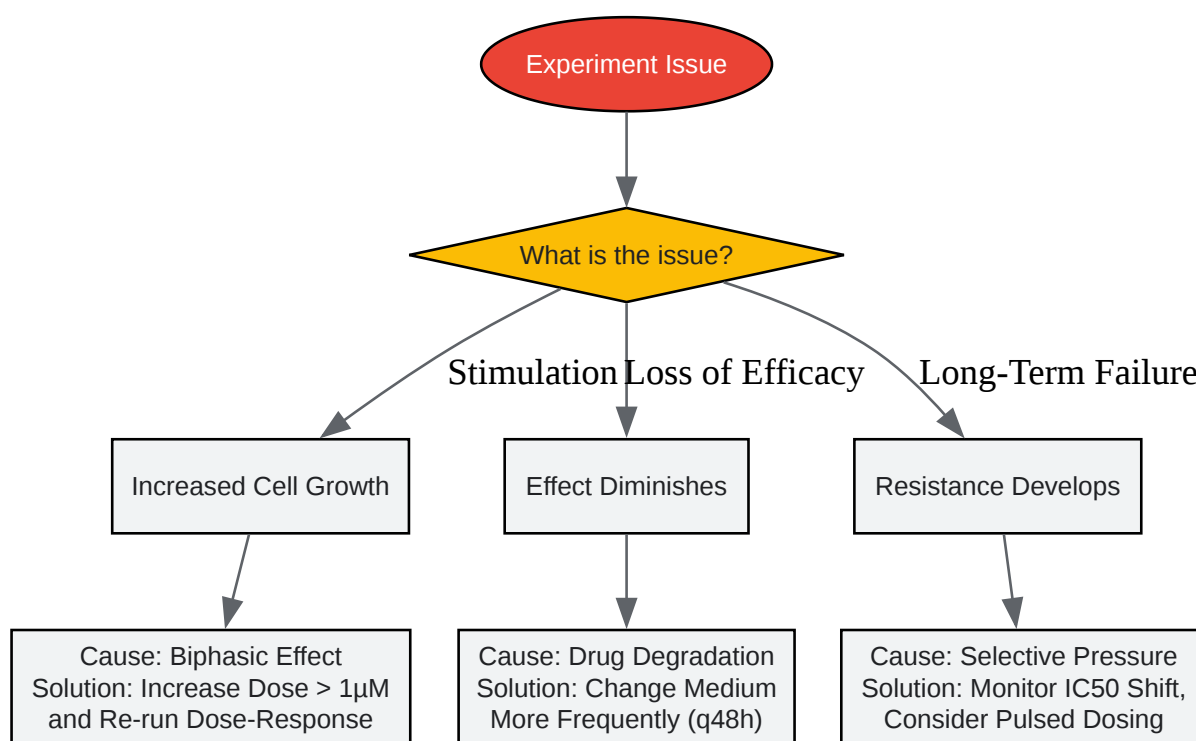 Experiment Issue
What is the issue?
Stimulation
Loss of Efficacy
Long-Term Failure
Increased Cell Growth
Effect Diminishes
Resistance Develops
Cause: Biphasic Effect
Solution: Increase Dose > 1µM
and Re-run Dose-Response
Cause: Drug Degradation
Solution: Change Medium
More Frequently (q48h)
Cause: Selective Pressure
Solution: Monitor IC50 Shift,
Consider Pulsed Dosing